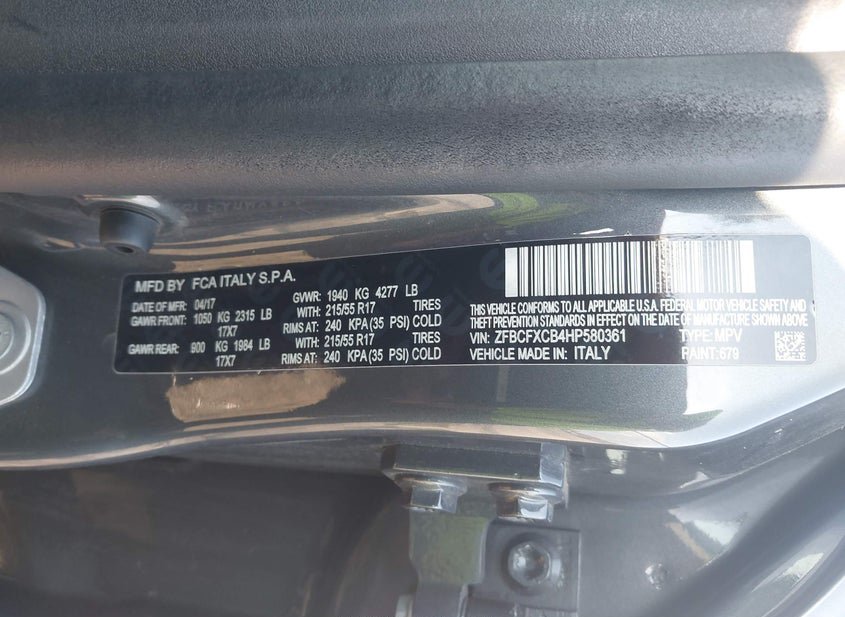 MFD BY FCA ITALY S.P.A.
DATE OF MFR: 04/17 GVWR: 1940 KG 4277 LB
GAWR FRONT: 1050 KG 2315 LB WITH: 215/55 R17 TIRES
17X7 RIMS AT: 240 KPA (35 PSI) COLD
GAWR REAR: 900 KG 1984 LB WITH: 215/55 R17 TIRES
17X7 RIMS AT: 240 KPA (35 PSI) COLD
THIS VEHICLE CONFORMS TO ALL APPLICABLE U.S.A. FEDERAL MOTOR VEHICLE SAFETY AND
THEFT PREVENTION STANDARDS IN EFFECT ON THE DATE OF MANUFACTURE SHOWN ABOVE
VIN: ZFBCFXCB4HP580361 TYPE: MPV
VEHICLE MADE IN: ITALY PAINT: 679